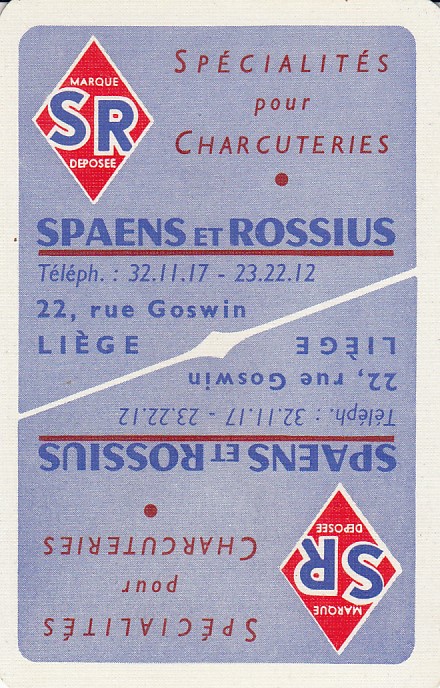 MARQUE
SR
DEPOSEE
SPÉCIALITÉS
pour
CHARCUTERIES
SPAENS ET ROSSIUS
Téléph. : 32.11.17 - 23.22.12
22, rue Goswin
LIÈGE
MARQUE
SR
DEPOSEE
SPÉCIALITÉS
pour
CHARCUTERIES
SPAENS ET ROSSIUS
Téléph. : 32.11.17 - 23.22.12
22, rue Goswin
LIÈGE